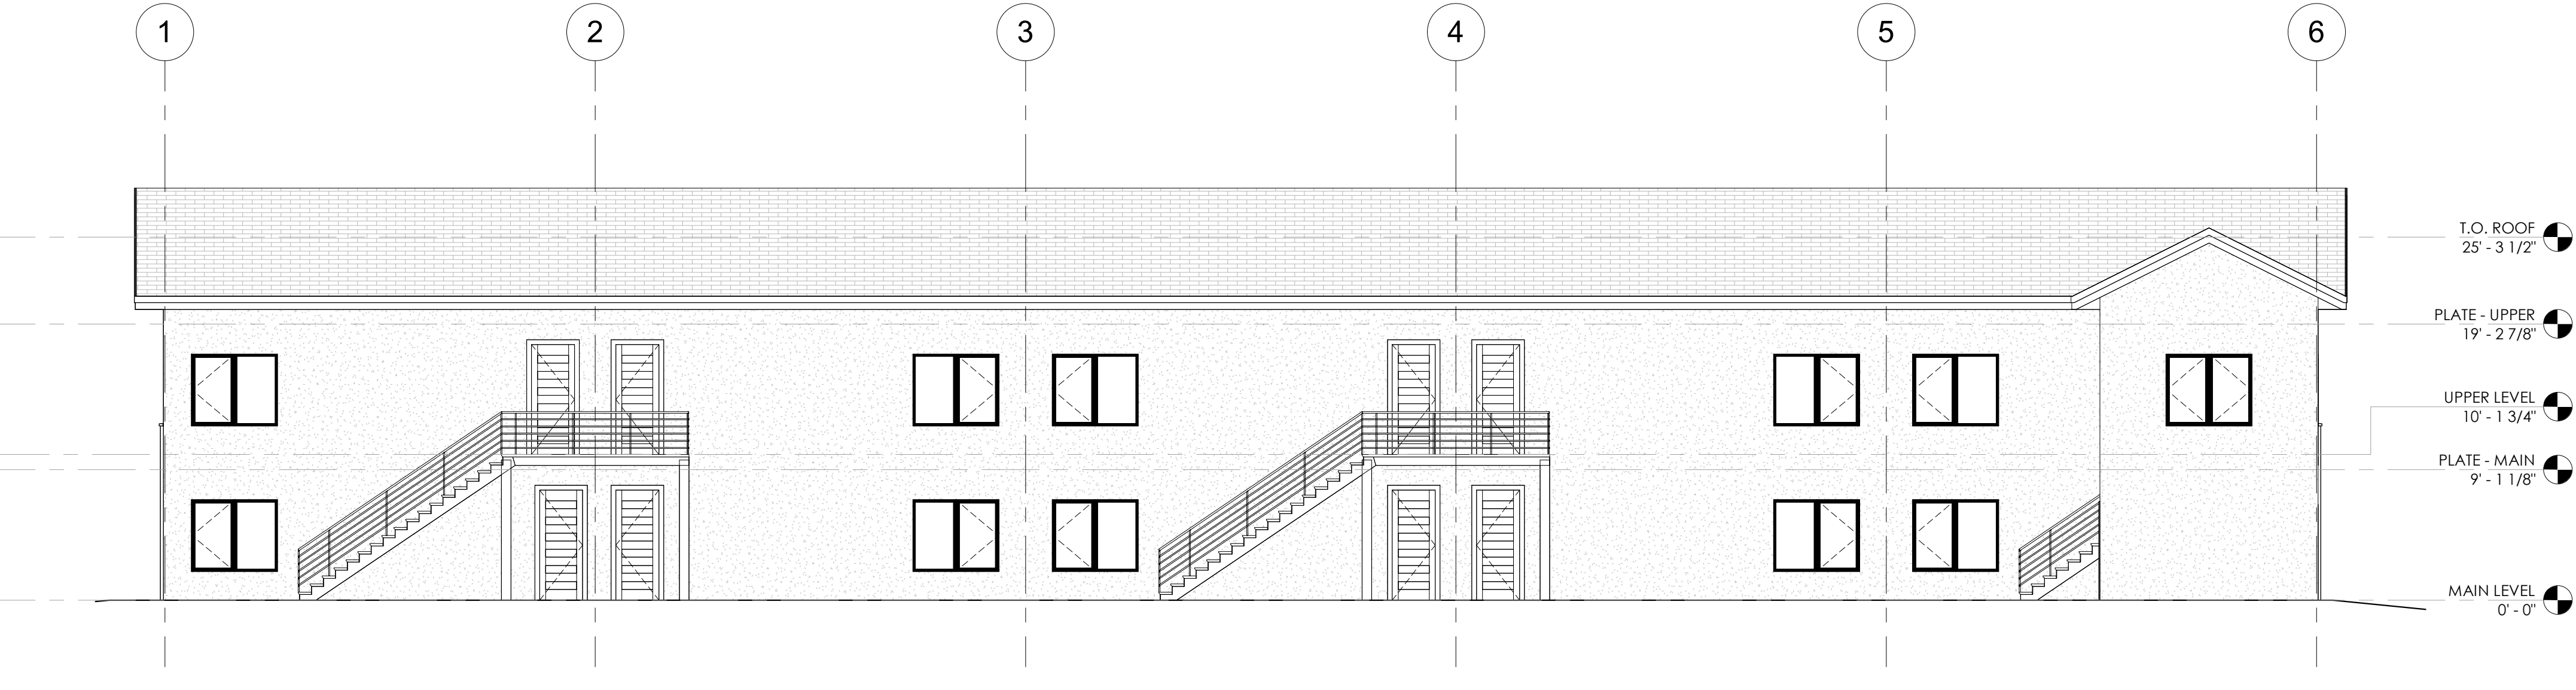 1 2 3 4 5 6
T.O. ROOF
25' - 3 1/2"
PLATE - UPPER
19' - 2 7/8"
UPPER LEVEL
10' - 1 3/4"
PLATE - MAIN
9' - 1 1/8"
MAIN LEVEL
0' - 0"